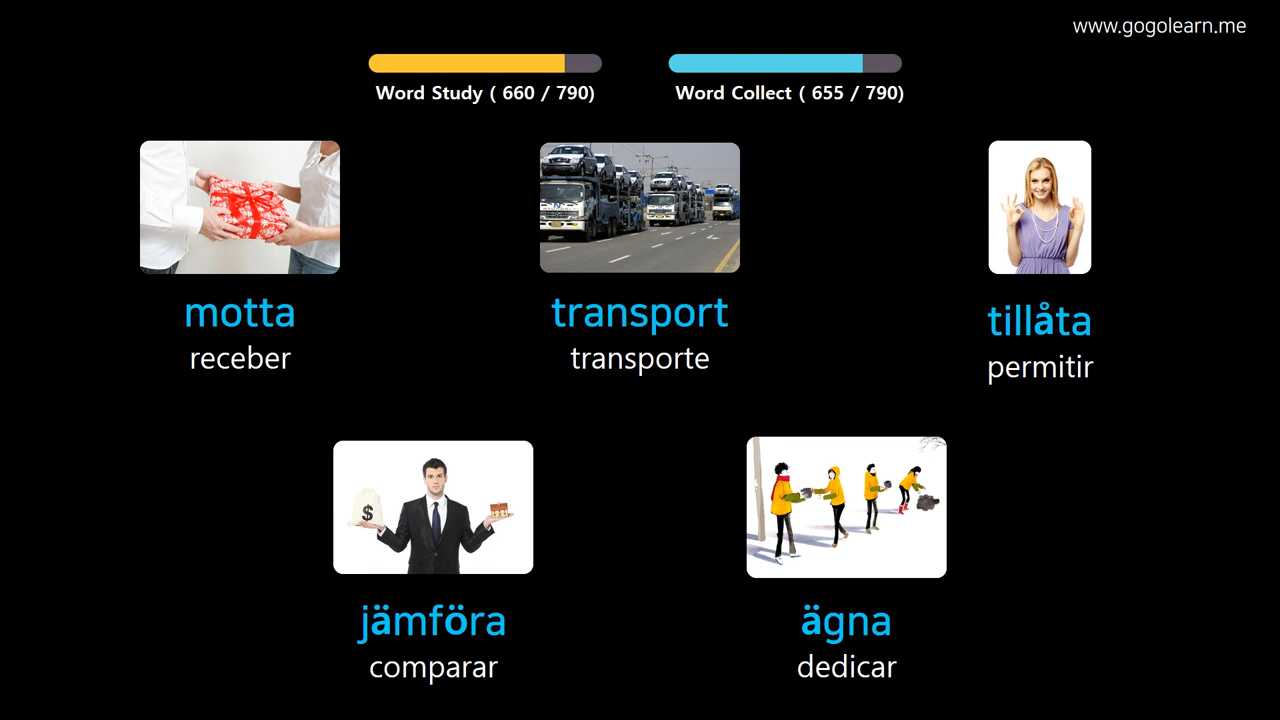 www.gogolearn.me
Word Study ( 660 / 790)
Word Collect ( 655 / 790)
motta
receber
transport
transporte
tillåta
permitir
$
jämföra
comparar
ägna
dedicar